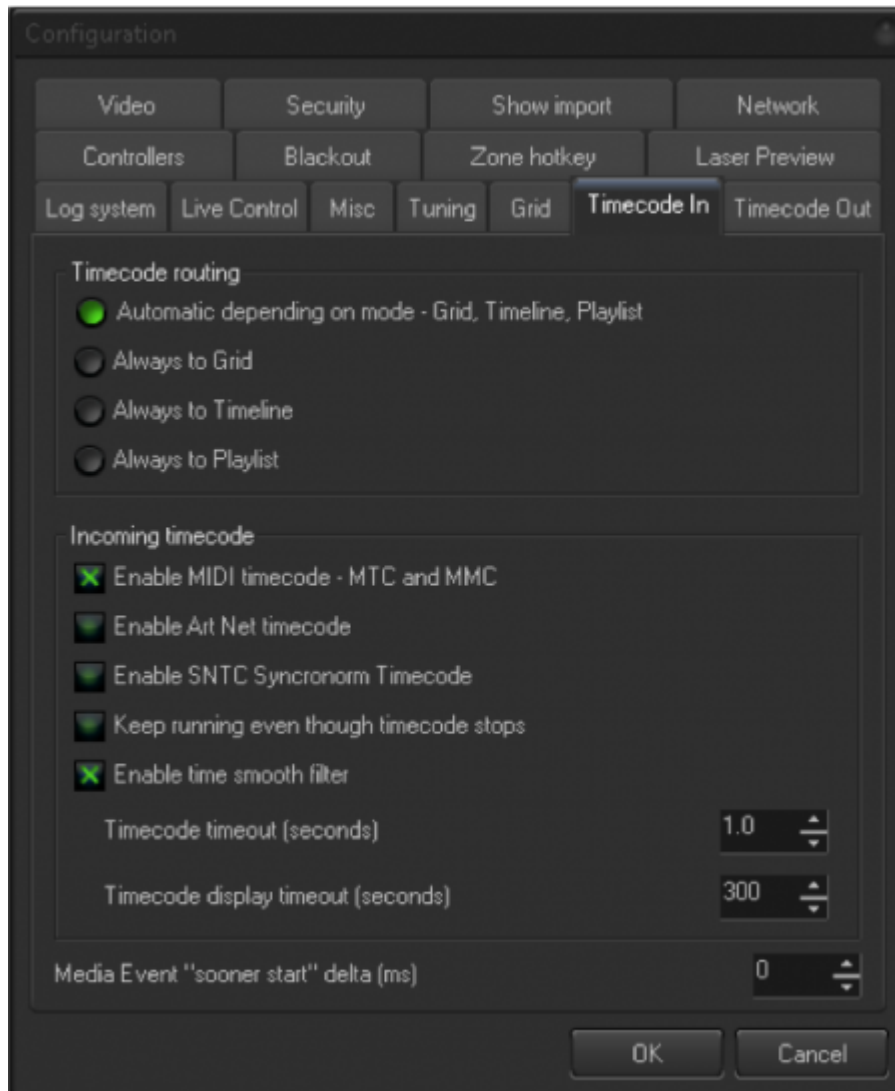 Configuration
Video Security Show import Network
Controllers Blackout Zone hotkey Laser Preview
Log system Live Control Misc Tuning Grid Timecode In Timecode Out
Timecode routing
Automatic depending on mode - Grid, Timeline, Playlist
Always to Grid
Always to Timeline
Always to Playlist
Incoming timecode
Enable MIDI timecode - MTC and MMC
Enable Art Net timecode
Enable SNTC Syncronorm Timecode
Keep running even though timecode stops
Enable time smooth filter
Timecode timeout (seconds) 1.0
Timecode display timeout (seconds) 300
Media Event "sooner start" delta (ms) 0
OK Cancel